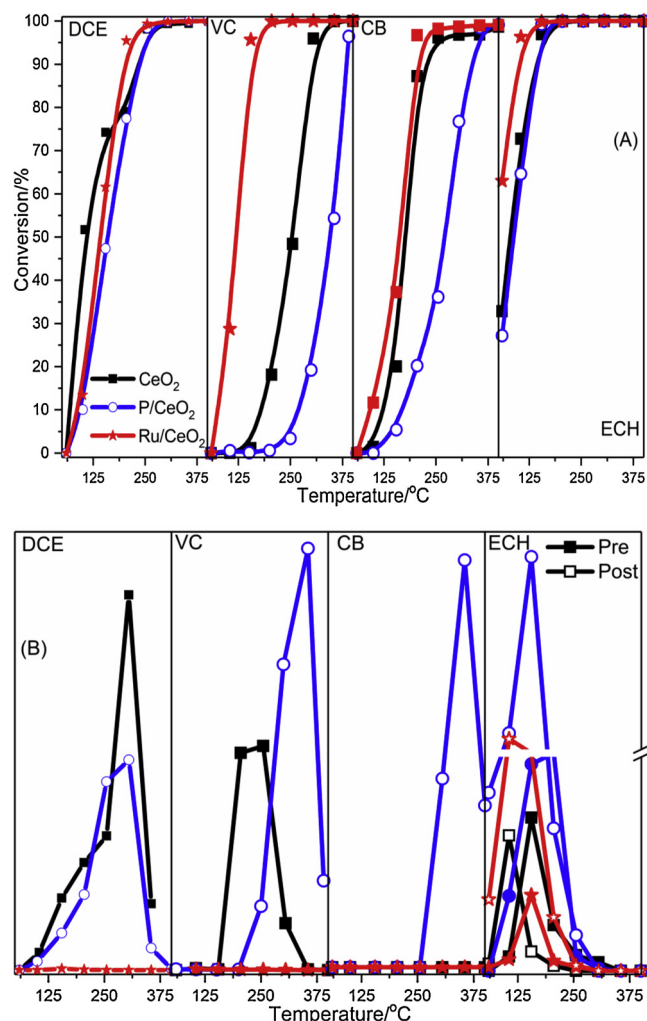 100
90
80
70
60
50
40
30
20
10
0
Conversion/%
DCE VC CB
(A)
CeO₂
P/CeO₂
Ru/CeO₂
ECH
125 250 375 125 250 375 125 250 375 125 250 375
Temperature/°C
DCE VC CB ECH
Pre
Post
(B)
125 250 375 125 250 375 125 250 375 125 250 375
Temperature/°C